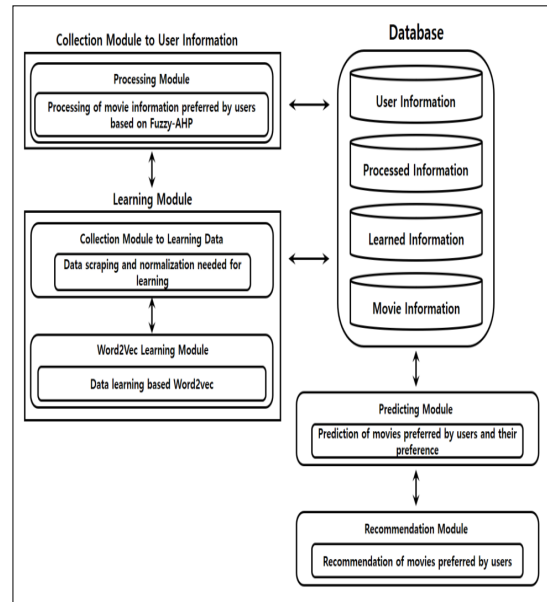 Collection Module to User Information
Processing Module
Processing of movie information preferred by users
based on Fuzzy-AHP
Learning Module
Collection Module to Learning Data
Data scraping and normalization needed for
learning
Word2Vec Learning Module
Data learning based Word2vec
Database
User Information
Processed Information
Learned Information
Movie Information
Predicting Module
Prediction of movies preferred by users and their
preference
Recommendation Module
Recommendation of movies preferred by users